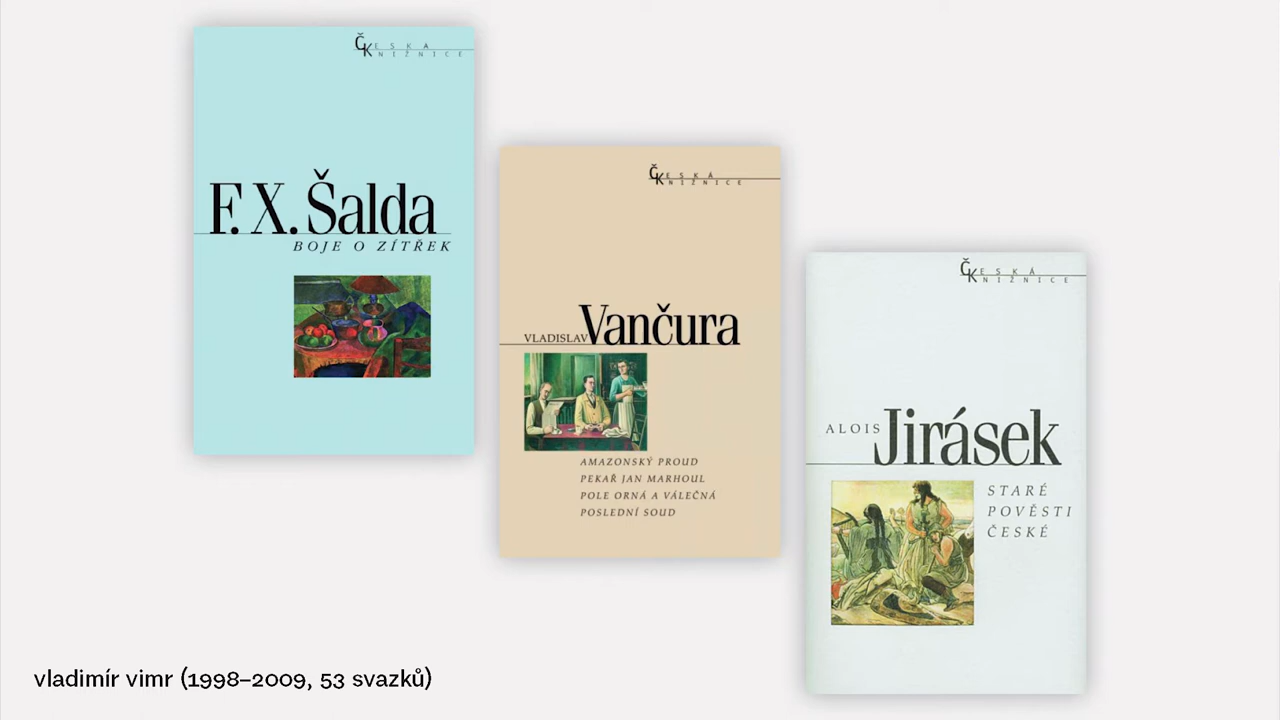 ČESKÁ
KNIŽNICE
F. X. Šalda
BOJE O ZÍTŘEK
ČESKÁ
KNIŽNICE
VLADISLAV Vančura
AMAZONSKÝ PROUD
PEKAŘ JAN MARHOUL
POLE ORNÁ A VÁLEČNÁ
POSLEDNÍ SOUD
ČESKÁ
KNIŽNICE
ALOIS Jirásek
STARÉ
POVĚSTI
ČESKÉ
vladimír vimr (1998–2009, 53 svazků)